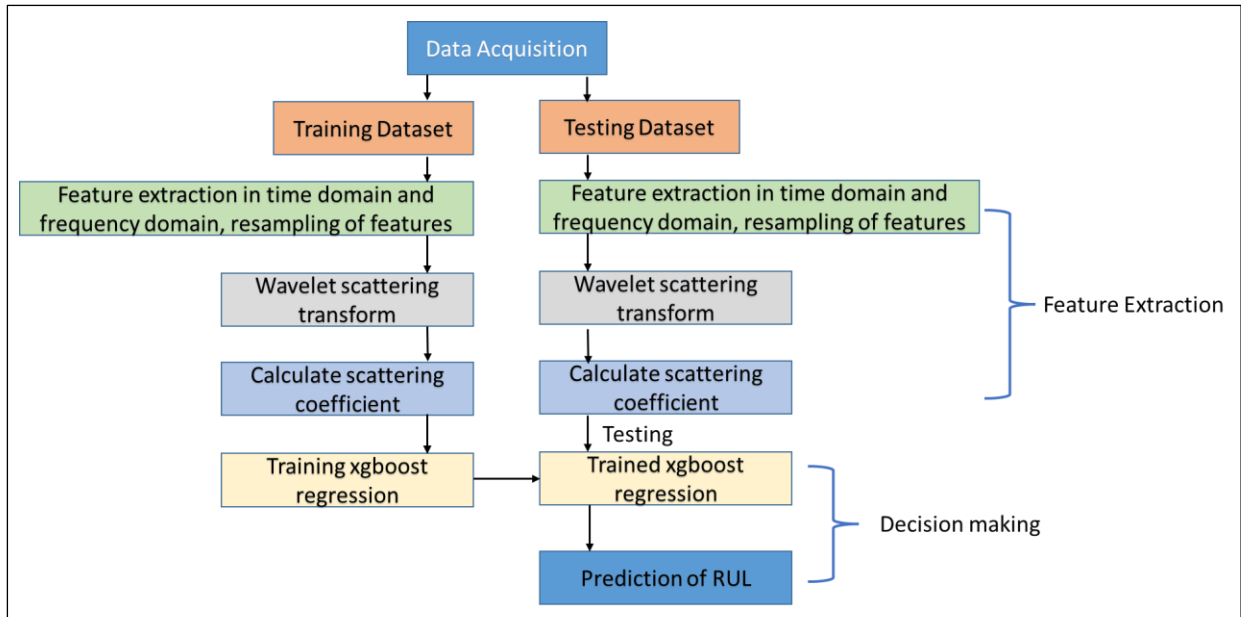 Data Acquisition
Training Dataset
Testing Dataset
Feature extraction in time domain and
frequency domain, resampling of features
Feature extraction in time domain and
frequency domain, resampling of features
Wavelet scattering
transform
Wavelet scattering
transform
Feature Extraction
Calculate scattering
coefficient
Calculate scattering
coefficient
Testing
Training xgboost
regression
Trained xgboost
regression
Decision making
Prediction of RUL